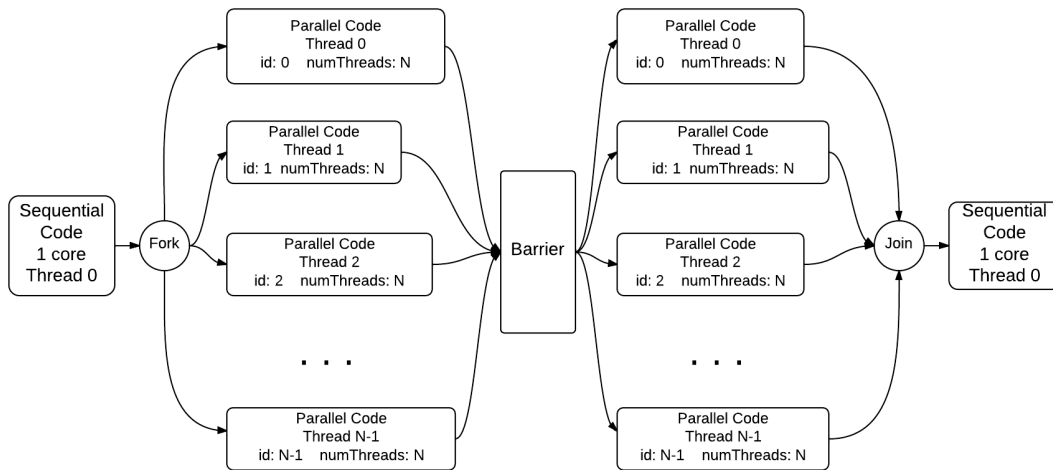 Sequential
Code
1 core
Thread 0
Fork
Parallel Code
Thread 0
id: 0 numThreads: N
Parallel Code
Thread 1
id: 1 numThreads: N
Parallel Code
Thread 2
id: 2 numThreads: N
. . .
Parallel Code
Thread N-1
id: N-1 numThreads: N
Barrier
Parallel Code
Thread 0
id: 0 numThreads: N
Parallel Code
Thread 1
id: 1 numThreads: N
Parallel Code
Thread 2
id: 2 numThreads: N
. . .
Parallel Code
Thread N-1
id: N-1 numThreads: N
Join
Sequential
Code
1 core
Thread 0